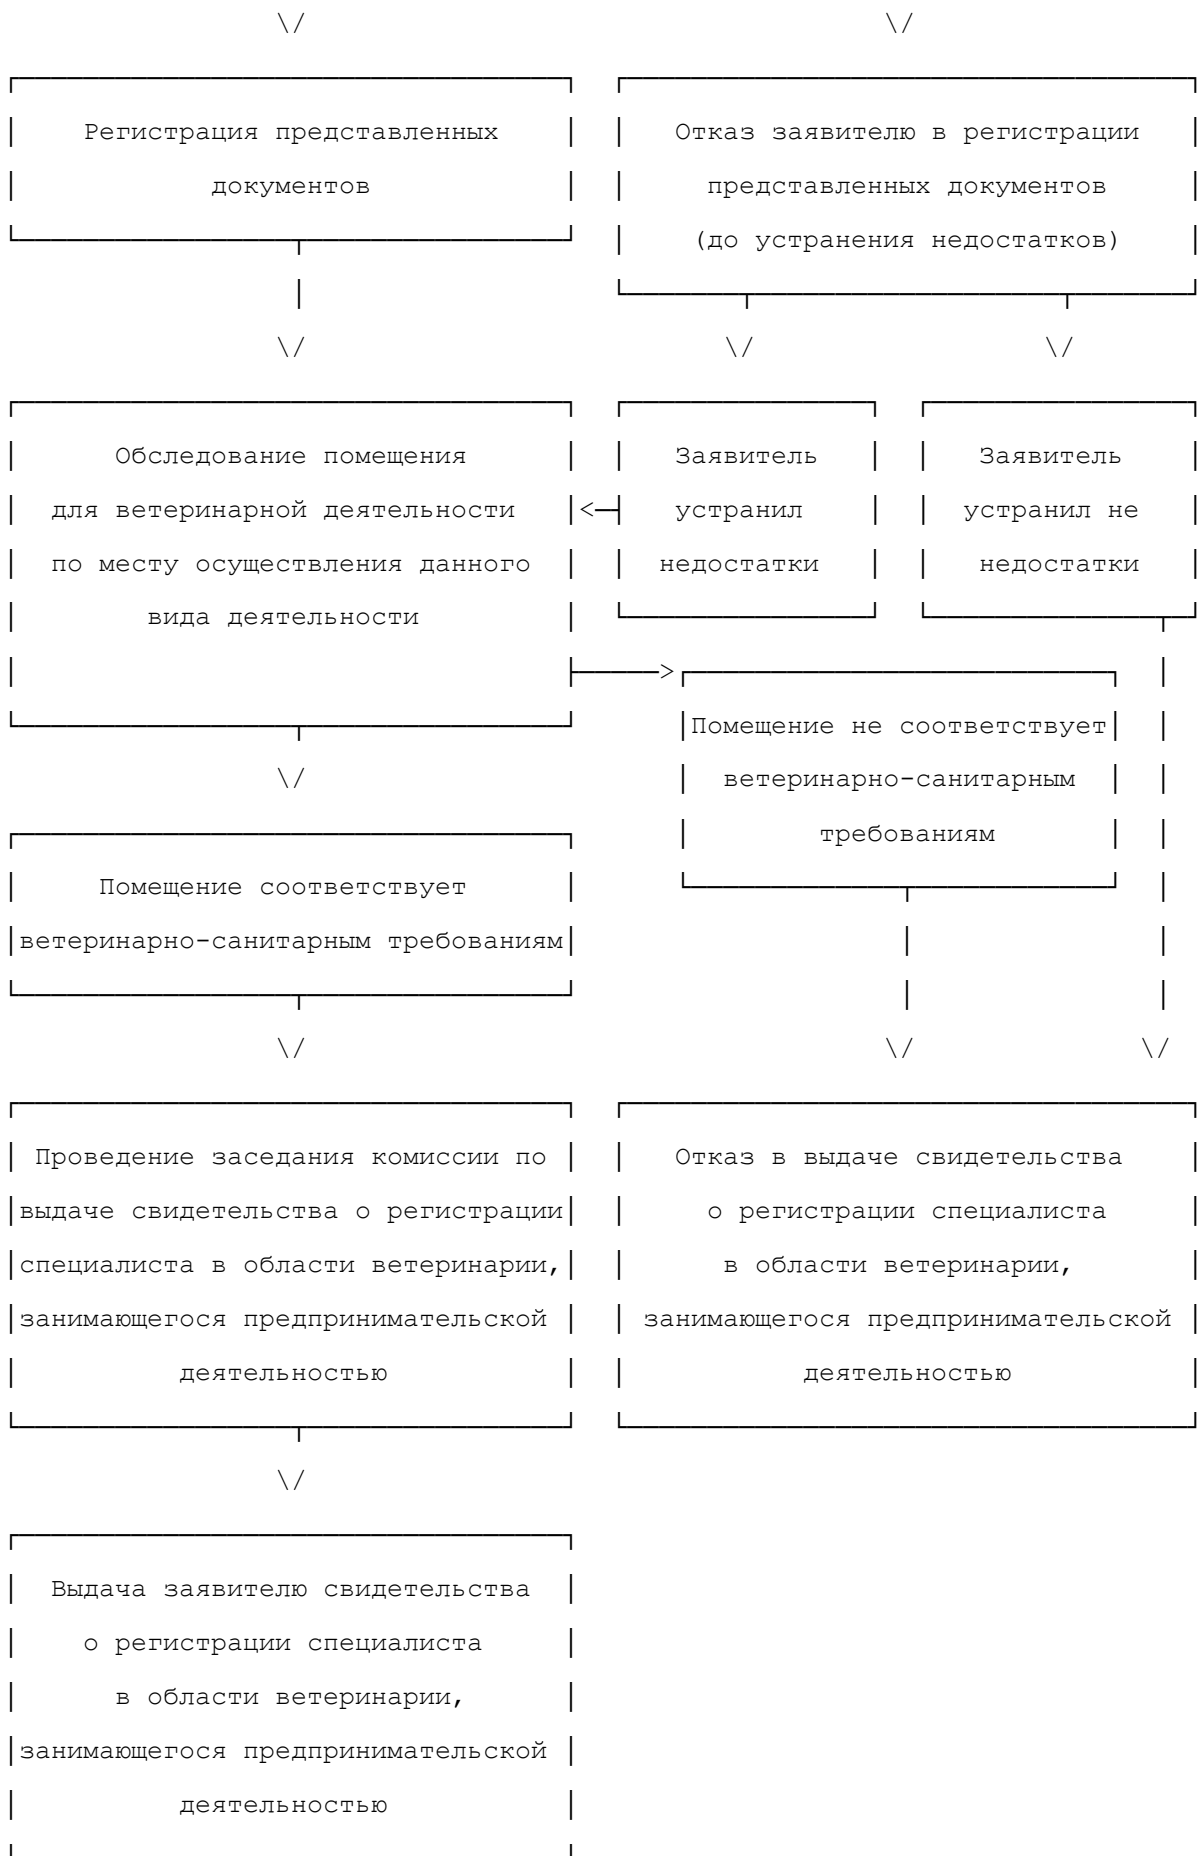 Регистрация представленных
документов
Отказ заявителю в регистрации
представленных документов
(до устранения недостатков)
Обследование помещения
для ветеринарной деятельности
по месту осуществления данного
вида деятельности
Заявитель
устранил
недостатки
Заявитель
устранил не
недостатки
Помещение не соответствует
ветеринарно-санитарным
требованиям
Помещение соответствует
ветеринарно-санитарным требованиям
Проведение заседания комиссии по
выдаче свидетельства о регистрации
специалиста в области ветеринарии,
занимающегося предпринимательской
деятельностью
Отказ в выдаче свидетельства
о регистрации специалиста
в области ветеринарии,
занимающегося предпринимательской
деятельностью
Выдача заявителю свидетельства
о регистрации специалиста
в области ветеринарии,
занимающегося предпринимательской
деятельностью